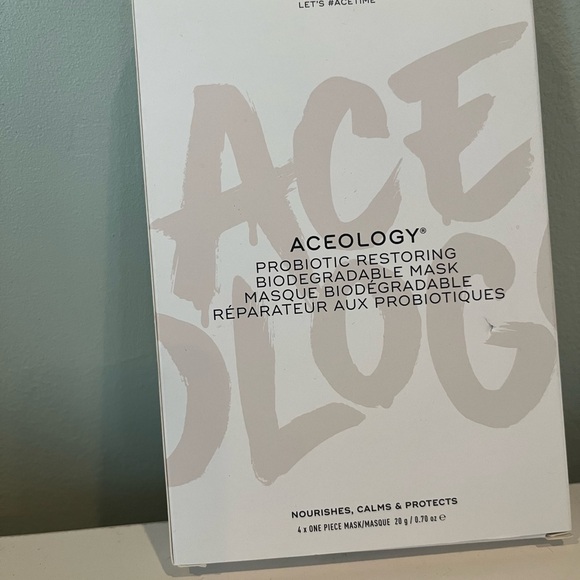 LET'S #ACETIME
ACE
OLOG
ACEOLOGY®
PROBIOTIC RESTORING
BIODEGRADABLE MASK
MASQUE BIODÉGRADABLE
RÉPARATEUR AUX PROBIOTIQUES
NOURISHES, CALMS & PROTECTS
4 x ONE PIECE MASK/MASQUE 20 g / 0.70 oz ℮